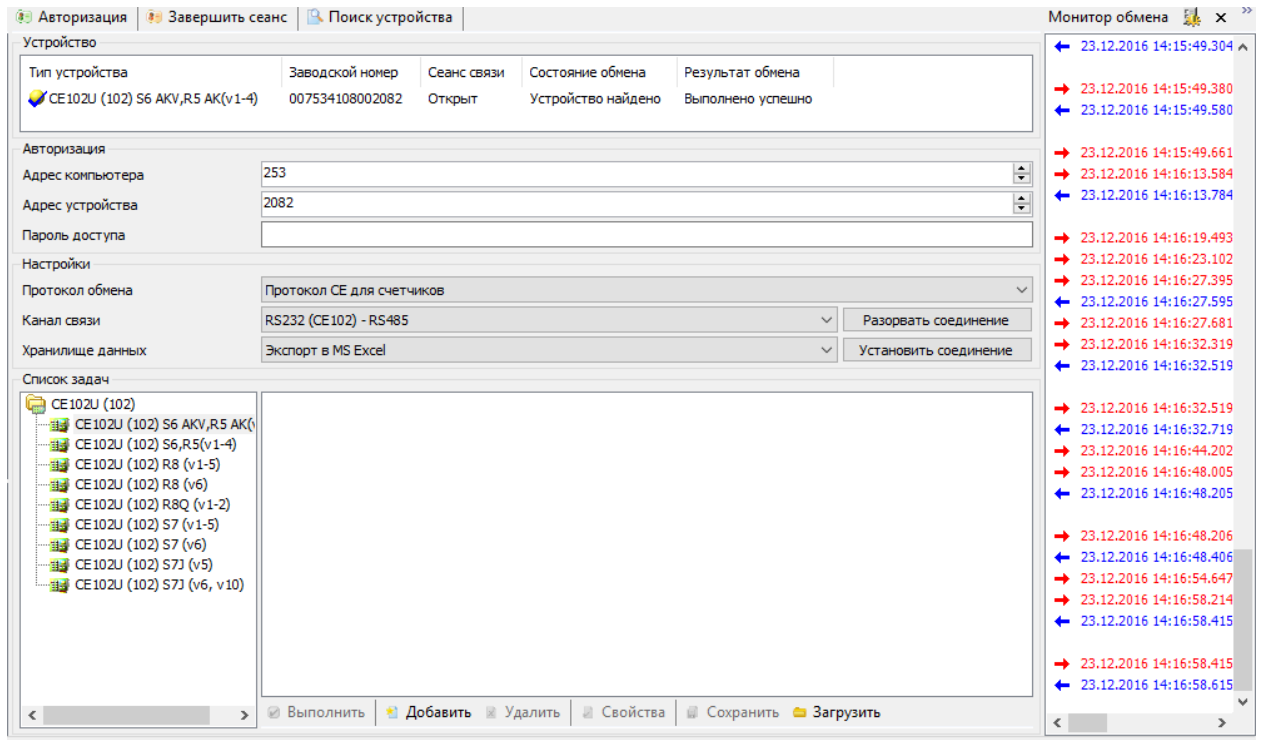 Авторизация Завершить сеанс Поиск устройства
Устройство
Тип устройства Заводской номер Сеанс связи Состояние обмена Результат обмена
CE102U (102) S6 AKV,R5 AK(v1-4) 007534108002082 Открыт Устройство найдено Выполнено успешно
Авторизация
Адрес компьютера 253
Адрес устройства 2082
Пароль доступа
Настройки
Протокол обмена Протокол CE для счетчиков
Канал связи RS232 (CE102) - RS485 Разорвать соединение
Хранилище данных Экспорт в MS Excel Установить соединение
Список задач
CE102U (102)
CE102U (102) S6 AKV,R5 AK(v
CE102U (102) S6,R5(v1-4)
CE102U (102) R8 (v1-5)
CE102U (102) R8 (v6)
CE102U (102) R8Q (v1-2)
CE102U (102) S7 (v1-5)
CE102U (102) S7 (v6)
CE102U (102) S7J (v5)
CE102U (102) S7J (v6, v10)
Выполнить Добавить Удалить Свойства Сохранить Загрузить
Монитор обмена
23.12.2016 14:15:49.304
23.12.2016 14:15:49.380
23.12.2016 14:15:49.580
23.12.2016 14:15:49.661
23.12.2016 14:16:13.584
23.12.2016 14:16:13.784
23.12.2016 14:16:19.493
23.12.2016 14:16:23.102
23.12.2016 14:16:27.395
23.12.2016 14:16:27.595
23.12.2016 14:16:27.681
23.12.2016 14:16:32.319
23.12.2016 14:16:32.519
23.12.2016 14:16:32.519
23.12.2016 14:16:32.719
23.12.2016 14:16:44.202
23.12.2016 14:16:48.005
23.12.2016 14:16:48.205
23.12.2016 14:16:48.206
23.12.2016 14:16:48.406
23.12.2016 14:16:54.647
23.12.2016 14:16:58.214
23.12.2016 14:16:58.415
23.12.2016 14:16:58.415
23.12.2016 14:16:58.615